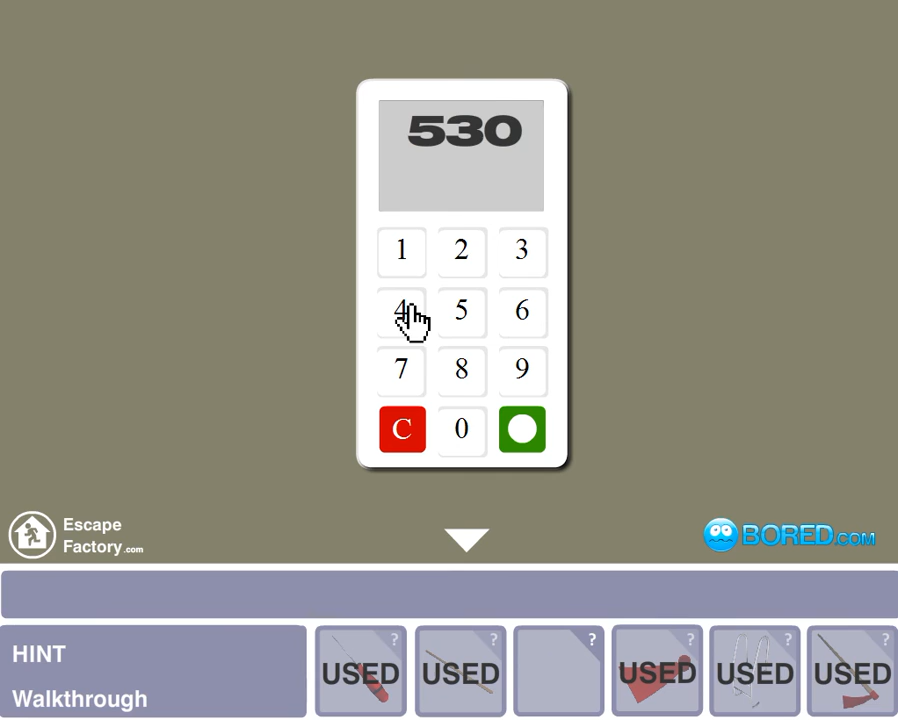 530
1 2 3
4 5 6
7 8 9
C 0
Escape
Factory.com
BORED.COM
HINT
Walkthrough
?
USED
?
USED
?
?
USED
?
USED
?
USED